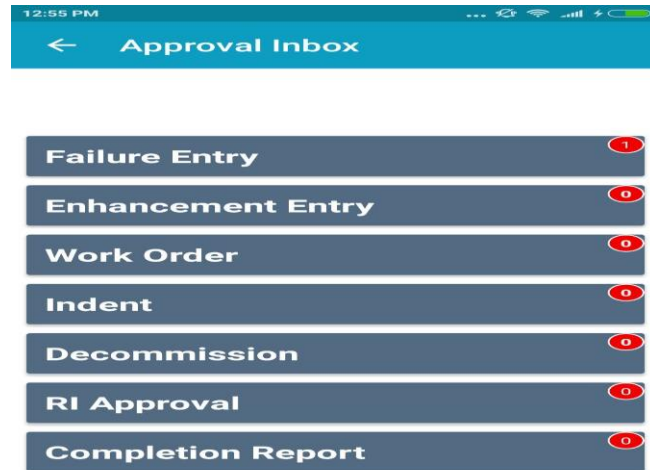 12:55 PM ...
← Approval Inbox
Failure Entry 1
Enhancement Entry 0
Work Order 0
Indent 0
Decommission 0
RI Approval 0
Completion Report 0